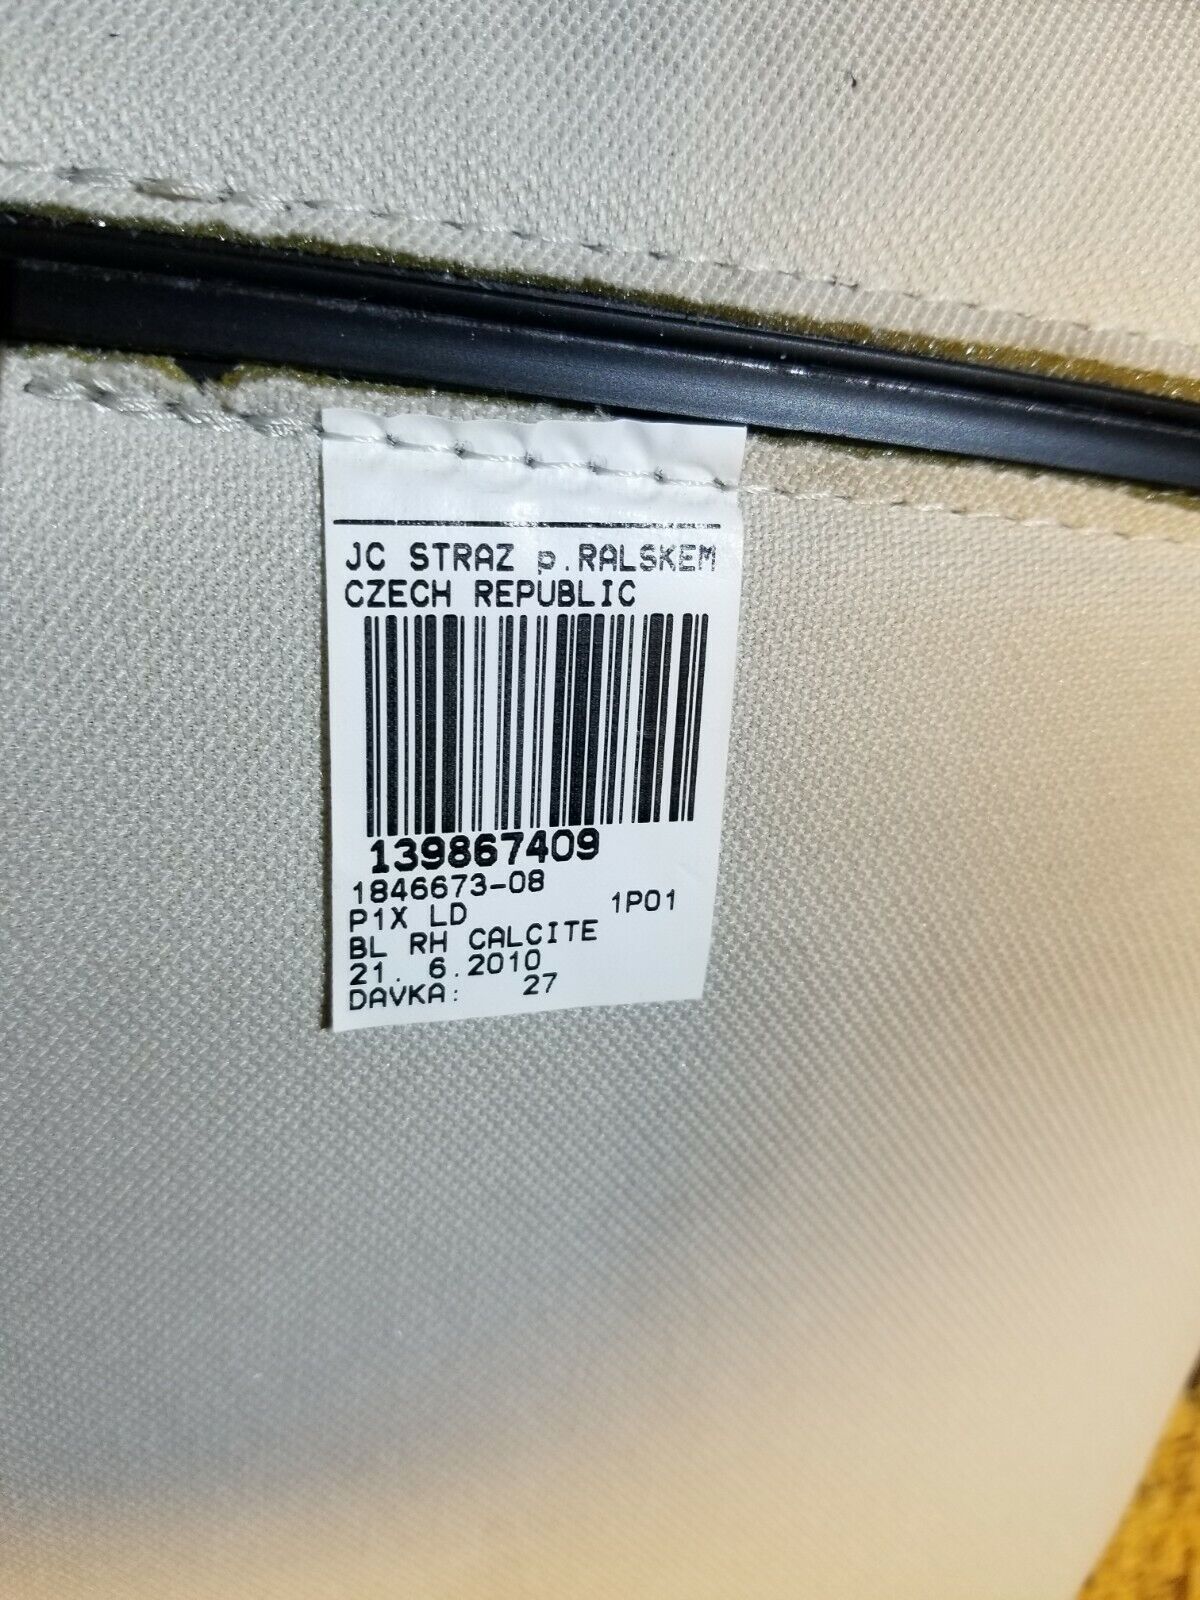 JC STRAZ p.RALSKEM
CZECH REPUBLIC
139867409
1846673-08
P1X LD 1P01
BL RH CALCITE
21. 6.2010
DAVKA: 27